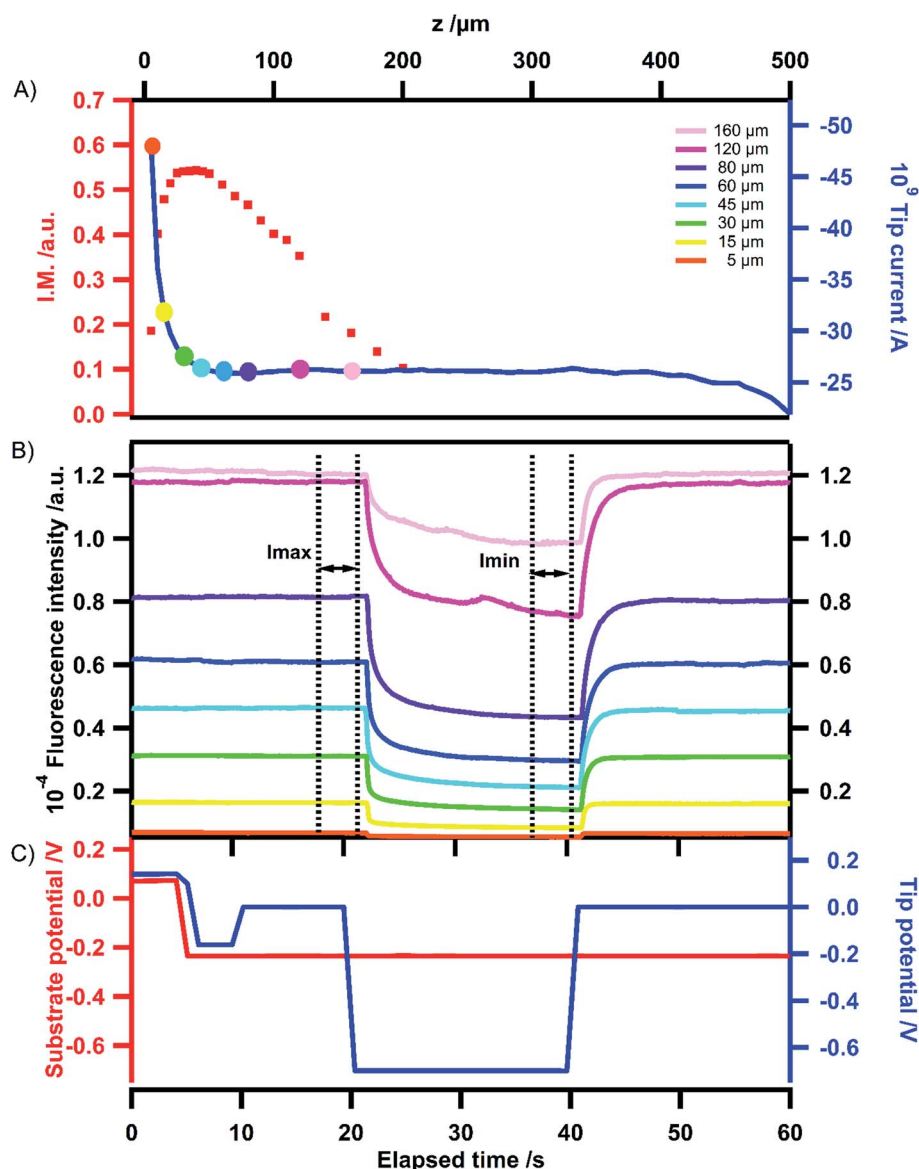 z /µm
0 100 200 300 400 500
A)
0.7
0.6
0.5
0.4
0.3
0.2
0.1
0.0
I.M. /a.u.
160 µm
120 µm
80 µm
60 µm
45 µm
30 µm
15 µm
5 µm
-50
-45
-40
-35
-30
-25
10⁹ Tip current /A
B)
1.2
1.0
0.8
0.6
0.4
0.2
10⁻⁴ Fluorescence intensity /a.u.
Imax
Imin
1.2
1.0
0.8
0.6
0.4
0.2
C)
0.2
0.0
-0.2
-0.4
-0.6
Substrate potential /V
0.2
0.0
-0.2
-0.4
-0.6
Tip potential /V
0 10 20 30 40 50 60
Elapsed time /s